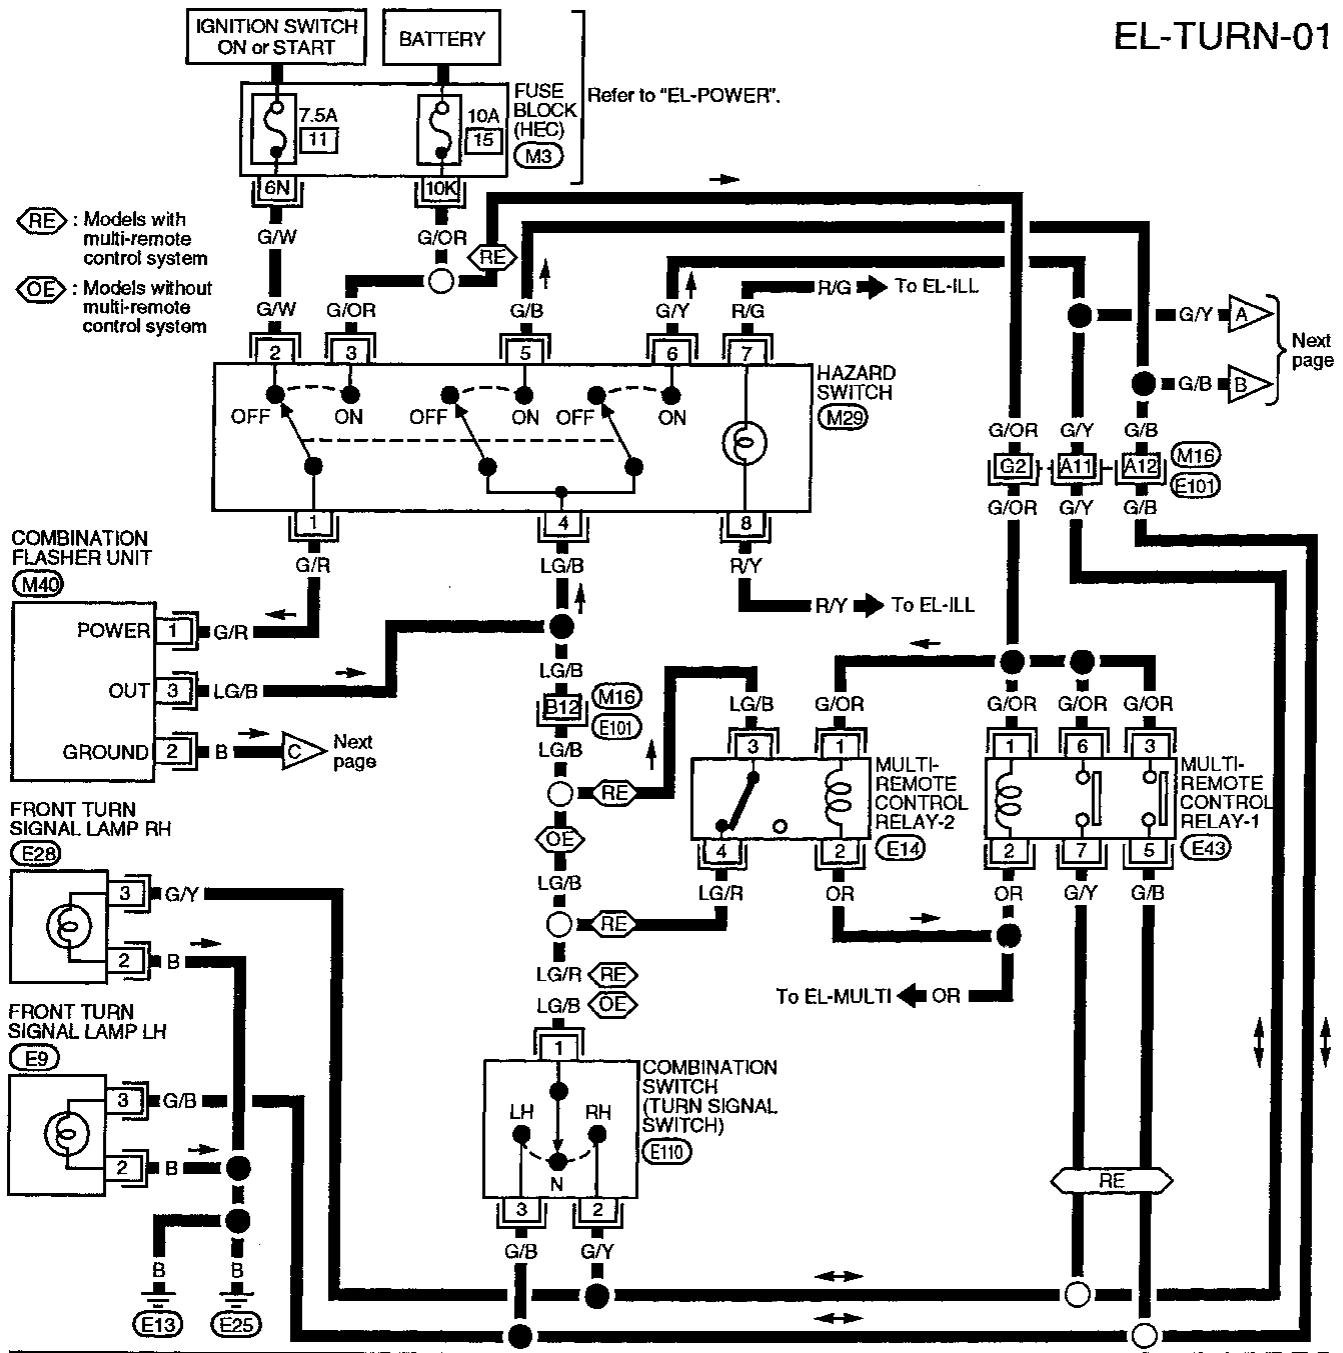 EL-TURN-01
IGNITION SWITCH
ON or START
BATTERY
7.5A
11
10A
15
FUSE
BLOCK
(HEC)
M3
Refer to "EL-POWER".
6N
10K
RE : Models with
multi-remote
control system
OE : Models without
multi-remote
control system
G/W
G/OR
RE
G/W
G/OR
G/B
G/Y
R/G
R/G
To EL-ILL
G/Y
A
G/B
B
Next
page
2
3
5
6
7
OFF
ON
OFF
ON
OFF
ON
HAZARD
SWITCH
M29
1
4
8
G/OR
G/Y
G/B
G2
A11
A12
M16
E101
G/OR
G/Y
G/B
G/R
LG/B
R/Y
R/Y
To EL-ILL
COMBINATION
FLASHER UNIT
M40
POWER
1
G/R
OUT
3
LG/B
GROUND
2
B
C
Next
page
LG/B
B12
M16
E101
LG/B
RE
OE
LG/B
RE
LG/R
RE
LG/B
OE
LG/B
G/OR
3
1
MULTI-
REMOTE
CONTROL
RELAY-2
E14
4
2
LG/R
OR
G/OR
G/OR
G/OR
1
6
3
MULTI-
REMOTE
CONTROL
RELAY-1
E43
2
7
5
OR
G/Y
G/B
To EL-MULTI
OR
FRONT TURN
SIGNAL LAMP RH
E28
3
G/Y
2
B
FRONT TURN
SIGNAL LAMP LH
E9
3
G/B
2
B
B
B
E13
E25
1
COMBINATION
SWITCH
(TURN SIGNAL
SWITCH)
E110
LH
RH
N
3
2
G/B
G/Y
RE